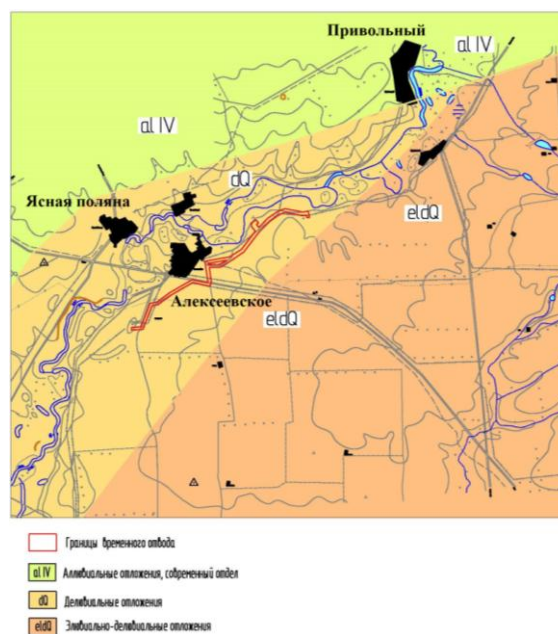 Привольный
al IV
al IV
dQ
Ясная поляна
eldQ
Алексеевское
eldQ
Границы временного отвода
al IV Аллювиальные отложения, современный отдел
dQ Делювиальные отложения
eldQ Элювиально-делювиальные отложения